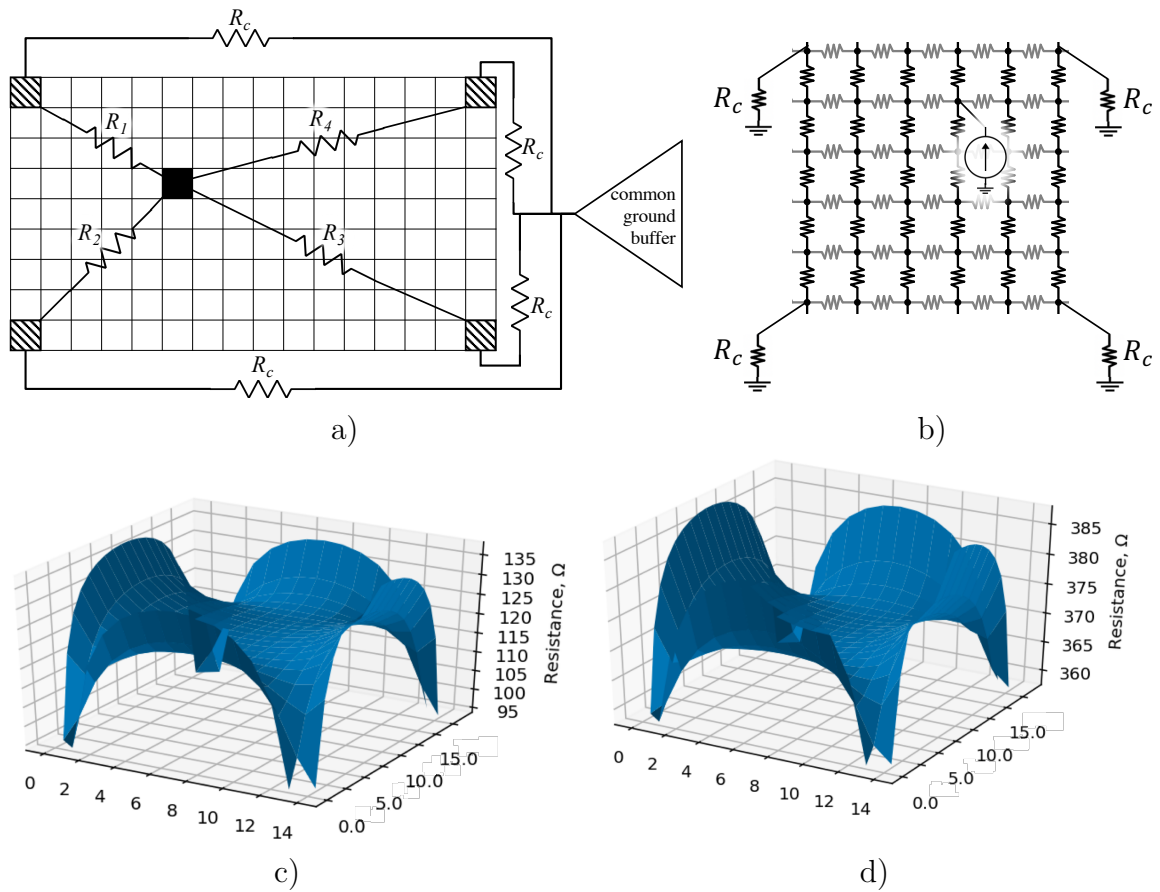 R_c
R_1
R_4
R_c
R_2
R_3
common
ground
buffer
R_c
R_c
a)
R_c
R_c
R_c
R_c
b)
135
130
125
120
115
110
105
100
95
Resistance, Ω
0
2
4
6
8
10
12
14
0.0
5.0
10.0
15.0
c)
385
380
375
370
365
360
Resistance, Ω
0
2
4
6
8
10
12
14
0.0
5.0
10.0
15.0
d)